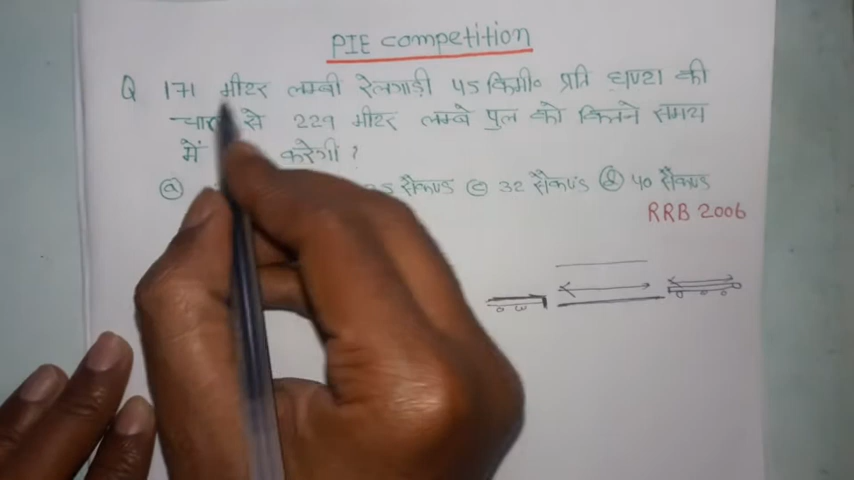 PIE competition
Q 171 मीटर लम्बी रेलगाड़ी 45 किमी० प्रति घण्टा की
से 229 मीटर लम्बे पुल को कितने समय
में करेगी ?
ⓐ सैकण्ड ⓒ 32 सैकण्ड ⓓ 40 सैकण्ड
RRB 2006